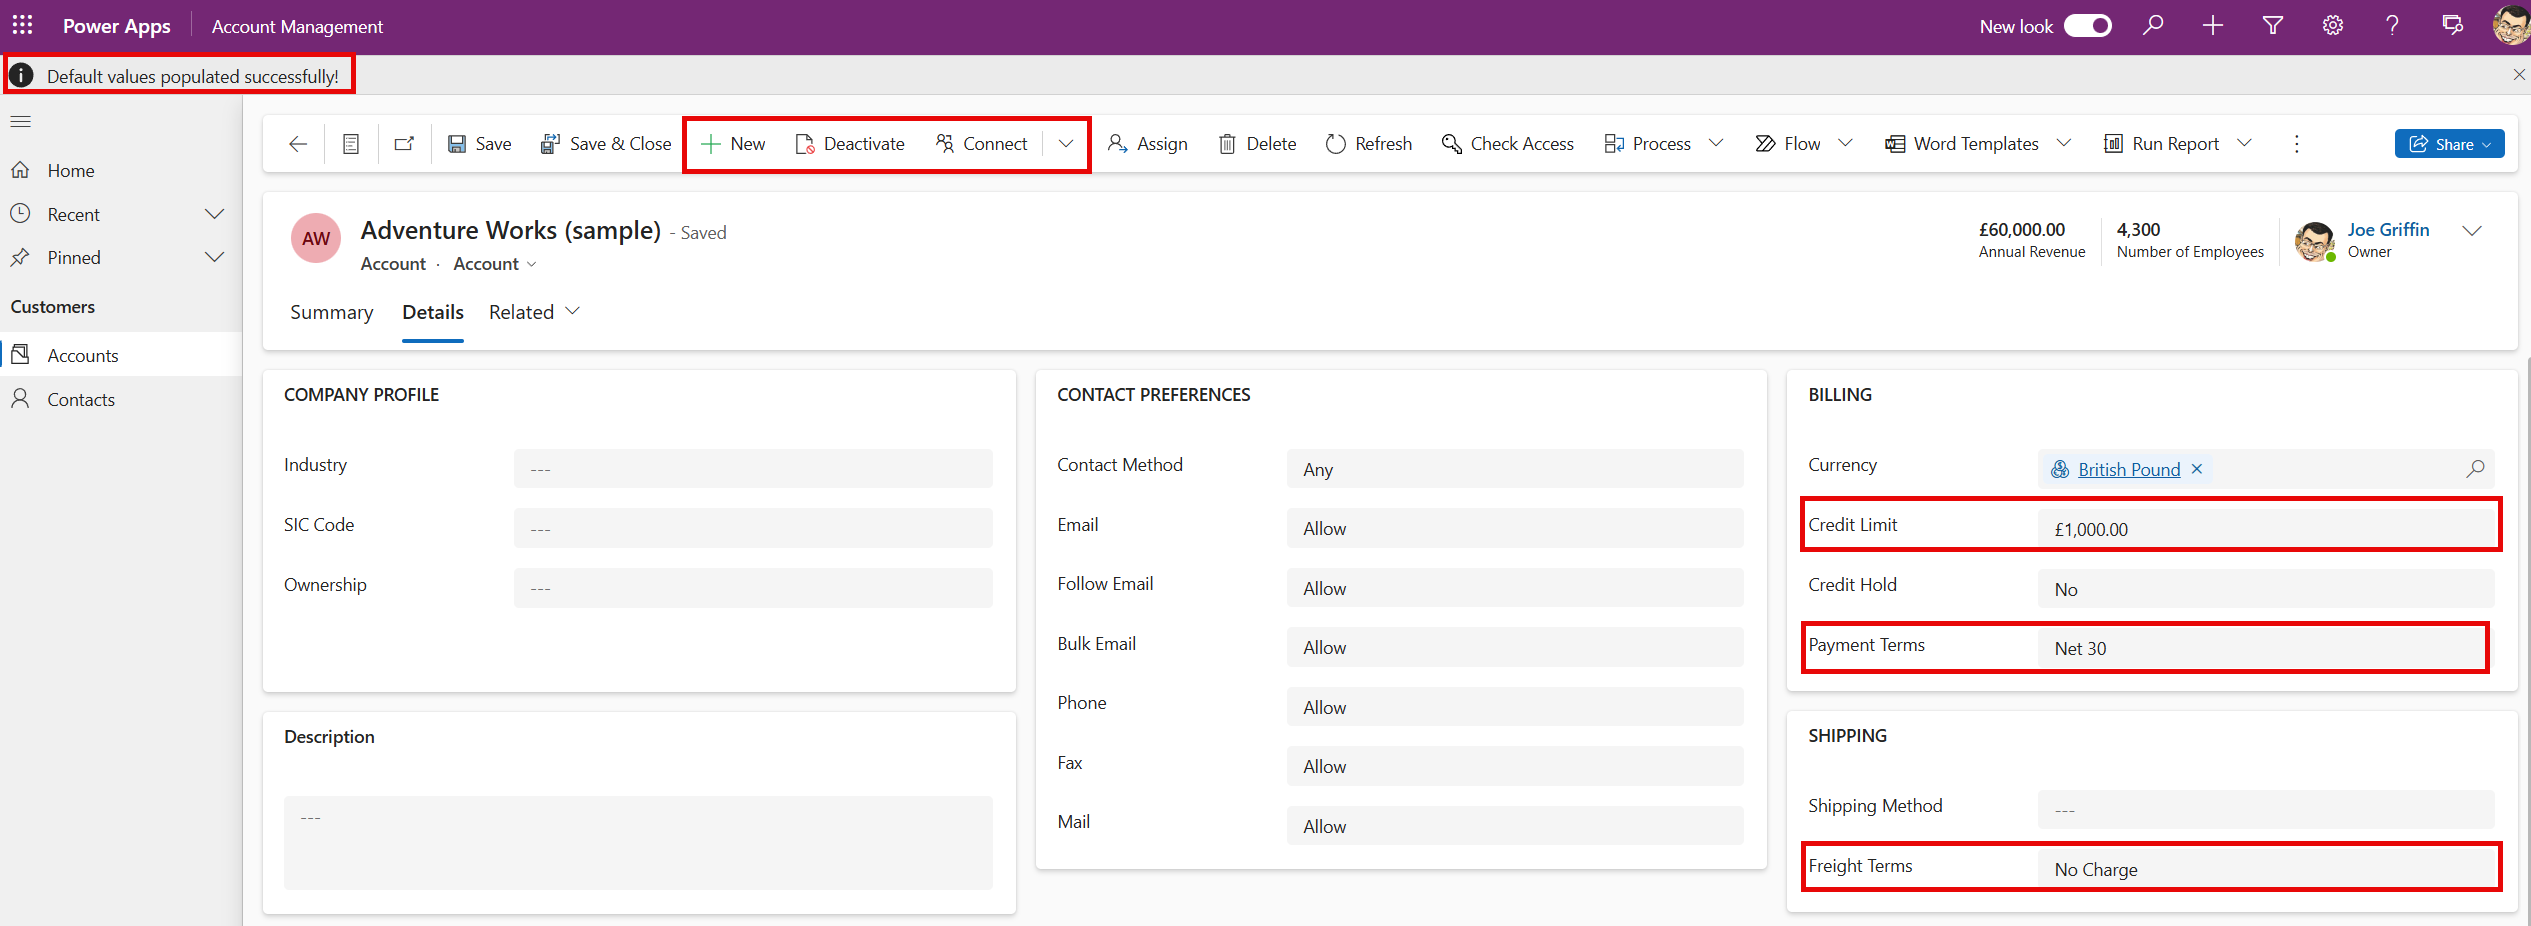 Power Apps Account Management New look
Default values populated successfully!
Save Save & Close New Deactivate Connect Assign Delete Refresh Check Access Process Flow Word Templates Run Report Share
Home
Recent
Pinned
Customers
Accounts
Contacts
AW
Adventure Works (sample) - Saved
Account · Account
£60,000.00
Annual Revenue
4,300
Number of Employees
Joe Griffin
Owner
Summary Details Related
COMPANY PROFILE
Industry ---
SIC Code ---
Ownership ---
Description
---
CONTACT PREFERENCES
Contact Method Any
Email Allow
Follow Email Allow
Bulk Email Allow
Phone Allow
Fax Allow
Mail Allow
BILLING
Currency British Pound
Credit Limit £1,000.00
Credit Hold No
Payment Terms Net 30
SHIPPING
Shipping Method ---
Freight Terms No Charge